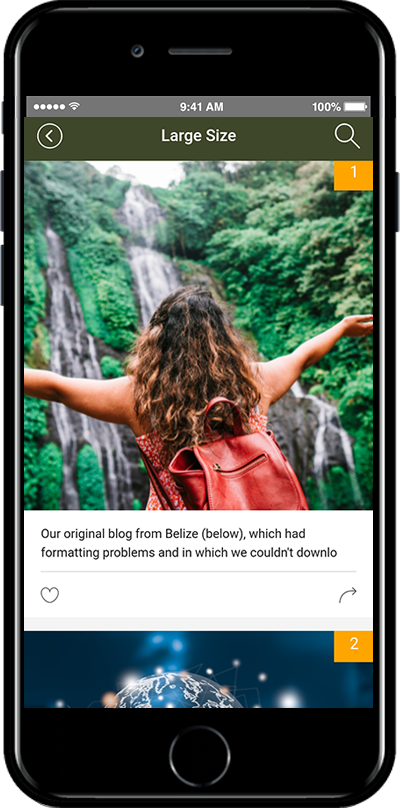 9:41 AM
100%
Large Size
1
Our original blog from Belize (below), which had
formatting problems and in which we couldn't downlo
2